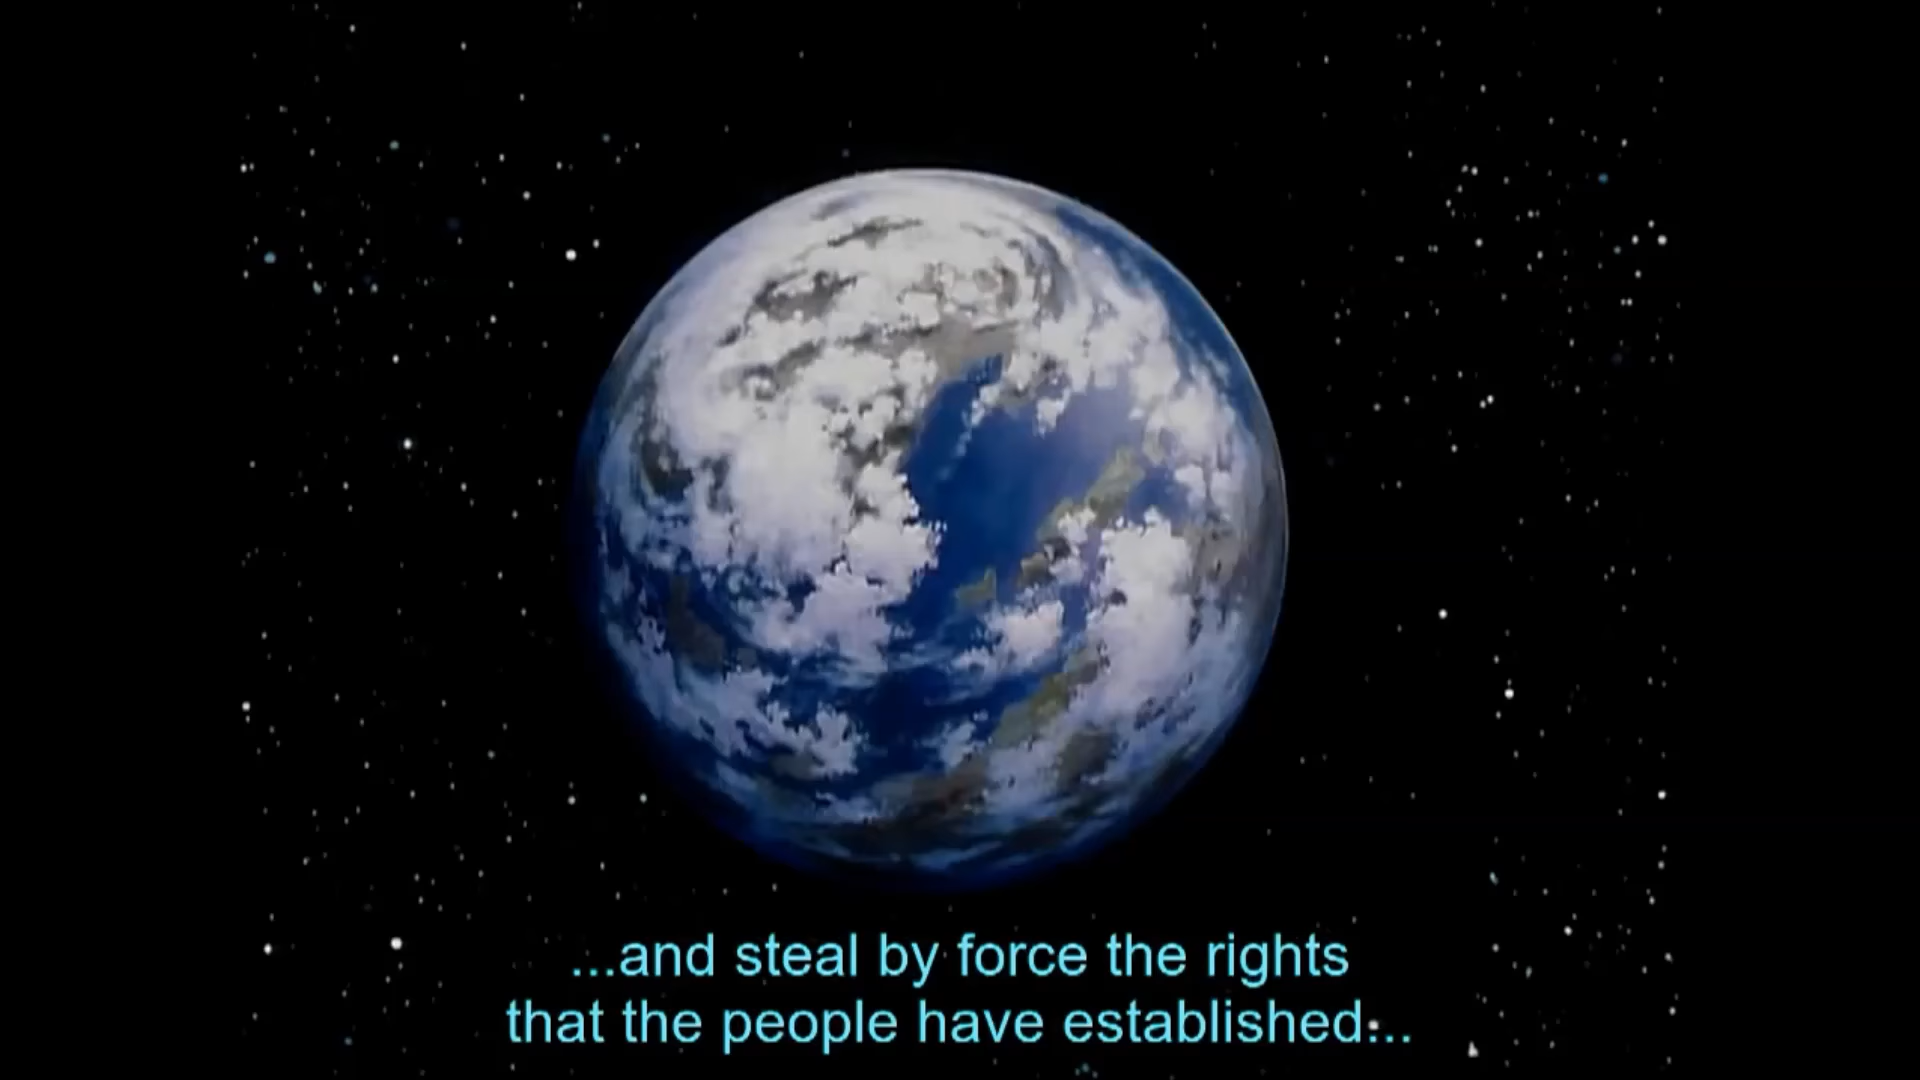 ...and steal by force the rights
that the people have established...